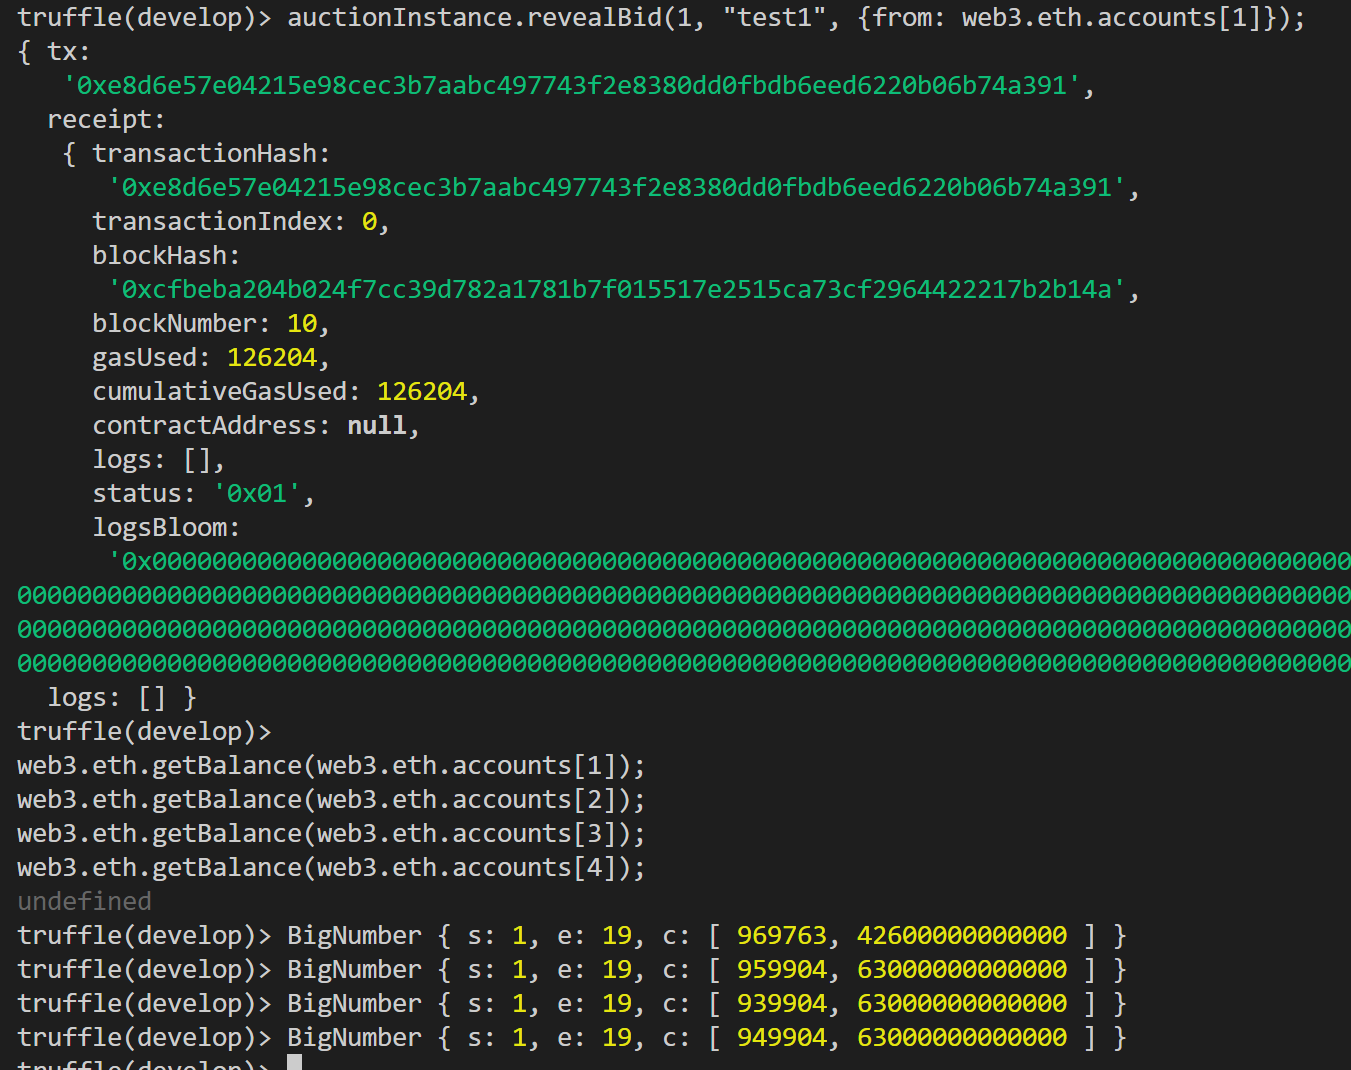 truffle(develop)> auctionInstance.revealBid(1, "test1", {from: web3.eth.accounts[1]});
{ tx:
'0xe8d6e57e04215e98cec3b7aabc497743f2e8380dd0fbdb6eed6220b06b74a391',
receipt:
{ transactionHash:
'0xe8d6e57e04215e98cec3b7aabc497743f2e8380dd0fbdb6eed6220b06b74a391',
transactionIndex: 0,
blockHash:
'0xcfbeba204b024f7cc39d782a1781b7f015517e2515ca73cf2964422217b2b14a',
blockNumber: 10,
gasUsed: 126204,
cumulativeGasUsed: 126204,
contractAddress: null,
logs: [],
status: '0x01',
logsBloom:
'0x00000000000000000000000000000000000000000000000000000000000000000000000000000000
00000000000000000000000000000000000000000000000000000000000000000000000000000000000000000
00000000000000000000000000000000000000000000000000000000000000000000000000000000000000000
00000000000000000000000000000000000000000000000000000000000000000000000000000000000000000
logs: [] }
truffle(develop)>
web3.eth.getBalance(web3.eth.accounts[1]);
web3.eth.getBalance(web3.eth.accounts[2]);
web3.eth.getBalance(web3.eth.accounts[3]);
web3.eth.getBalance(web3.eth.accounts[4]);
undefined
truffle(develop)> BigNumber { s: 1, e: 19, c: [ 969763, 42600000000000 ] }
truffle(develop)> BigNumber { s: 1, e: 19, c: [ 959904, 63000000000000 ] }
truffle(develop)> BigNumber { s: 1, e: 19, c: [ 939904, 63000000000000 ] }
truffle(develop)> BigNumber { s: 1, e: 19, c: [ 949904, 63000000000000 ] }
truffle(develop)>